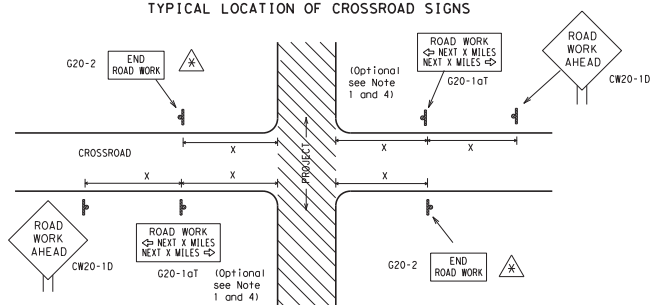 TYPICAL LOCATION OF CROSSROAD SIGNS
G20-2
END
ROAD WORK
*
(Optional
see Note
1 and 4)
ROAD WORK
⇦ NEXT X MILES
NEXT X MILES ⇨
G20-1aT
ROAD
WORK
AHEAD
CW20-1D
CROSSROAD
X
X
X
PROJECT
X
X
X
ROAD
WORK
AHEAD
CW20-1D
ROAD WORK
⇦ NEXT X MILES
NEXT X MILES ⇨
G20-1aT
(Optional
see Note
1 and 4)
G20-2
END
ROAD WORK
*